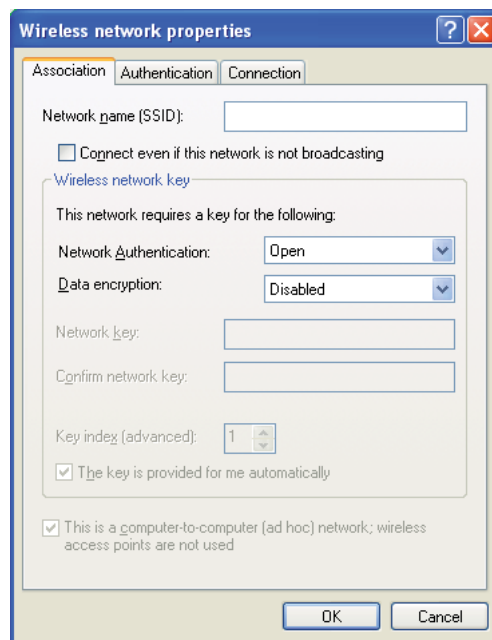 Wireless network properties
Association Authentication Connection
Network name (SSID):
Connect even if this network is not broadcasting
Wireless network key
This network requires a key for the following:
Network Authentication: Open
Data encryption: Disabled
Network key:
Confirm network key:
Key index (advanced): 1
The key is provided for me automatically
This is a computer-to-computer (ad hoc) network; wireless
access points are not used
OK Cancel